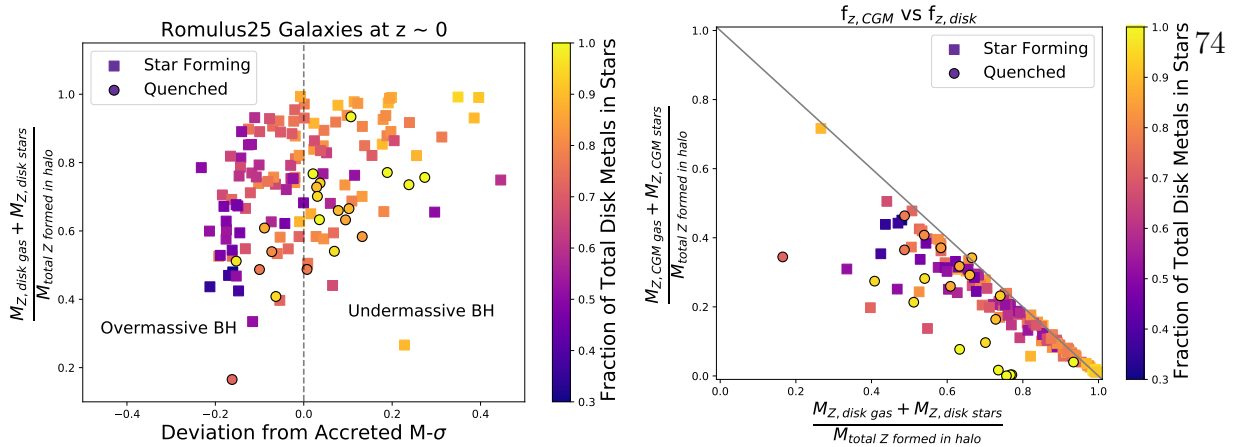 Romulus25 Galaxies at z ~ 0
Star Forming
Quenched
1.0
0.8
0.6
0.4
0.2
M_{Z, disk gas} + M_{Z, disk stars}
M_{total Z formed in halo}
Overmassive BH
Undermassive BH
−0.4 −0.2 0.0 0.2 0.4
Deviation from Accreted M-σ
1.0
0.9
0.8
0.7
0.6
0.5
0.4
0.3
Fraction of Total Disk Metals in Stars
f_{z, CGM} vs f_{z, disk}
Star Forming
Quenched
1.0
0.8
0.6
0.4
0.2
0.0
M_{Z, CGM gas} + M_{Z, CGM stars}
M_{total Z formed in halo}
0.0 0.2 0.4 0.6 0.8 1.0
M_{Z, disk gas} + M_{Z, disk stars}
M_{total Z formed in halo}
1.0
0.9
0.8
0.7
0.6
0.5
0.4
0.3
Fraction of Total Disk Metals in Stars
74